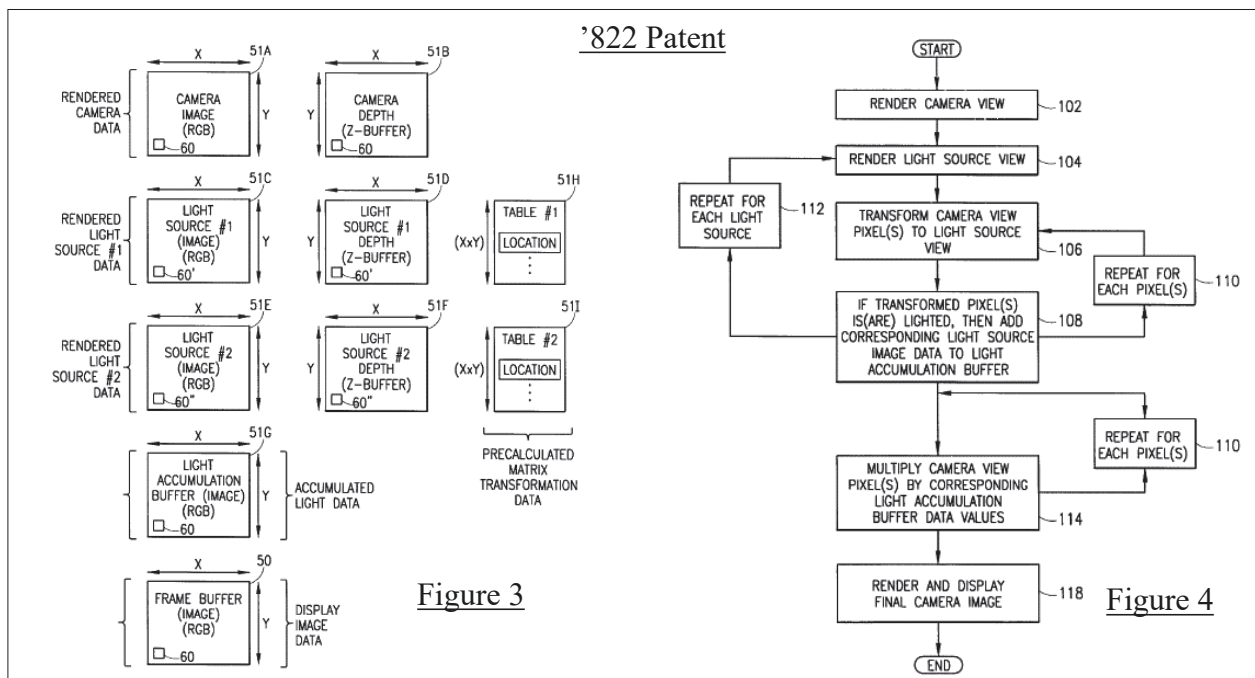 ’822 Patent
51A
X
RENDERED
CAMERA
DATA
CAMERA
IMAGE
(RGB)
60
Y
51B
X
Y
CAMERA
DEPTH
(Z-BUFFER)
60
51C
X
RENDERED
LIGHT
SOURCE #1
DATA
LIGHT
SOURCE #1
(IMAGE)
(RGB)
60'
Y
51D
X
Y
LIGHT
SOURCE #1
DEPTH
(Z-BUFFER)
60'
51H
(XxY)
TABLE #1
LOCATION
51E
X
RENDERED
LIGHT
SOURCE #2
DATA
LIGHT
SOURCE #2
(IMAGE)
(RGB)
60"
Y
51F
X
Y
LIGHT
SOURCE #2
DEPTH
(Z-BUFFER)
60"
51I
(XxY)
TABLE #2
LOCATION
PRECALCULATED
MATRIX
TRANSFORMATION
DATA
51G
X
LIGHT
ACCUMULATION
BUFFER (IMAGE)
(RGB)
60
Y
ACCUMULATED
LIGHT DATA
50
X
FRAME BUFFER
(IMAGE)
(RGB)
60
Y
DISPLAY
IMAGE
DATA
Figure 3
START
RENDER CAMERA VIEW
102
RENDER LIGHT SOURCE VIEW
104
REPEAT FOR
EACH LIGHT
SOURCE
112
TRANSFORM CAMERA VIEW
PIXEL(S) TO LIGHT SOURCE
VIEW
106
REPEAT FOR
EACH PIXEL(S)
110
IF TRANSFORMED PIXEL(S)
IS(ARE) LIGHTED, THEN ADD
CORRESPONDING LIGHT SOURCE
IMAGE DATA TO LIGHT
ACCUMULATION BUFFER
108
REPEAT FOR
EACH PIXEL(S)
110
MULTIPLY CAMERA VIEW
PIXEL(S) BY CORRESPONDING
LIGHT ACCUMULATION
BUFFER DATA VALUES
114
RENDER AND DISPLAY
FINAL CAMERA IMAGE
118
END
Figure 4